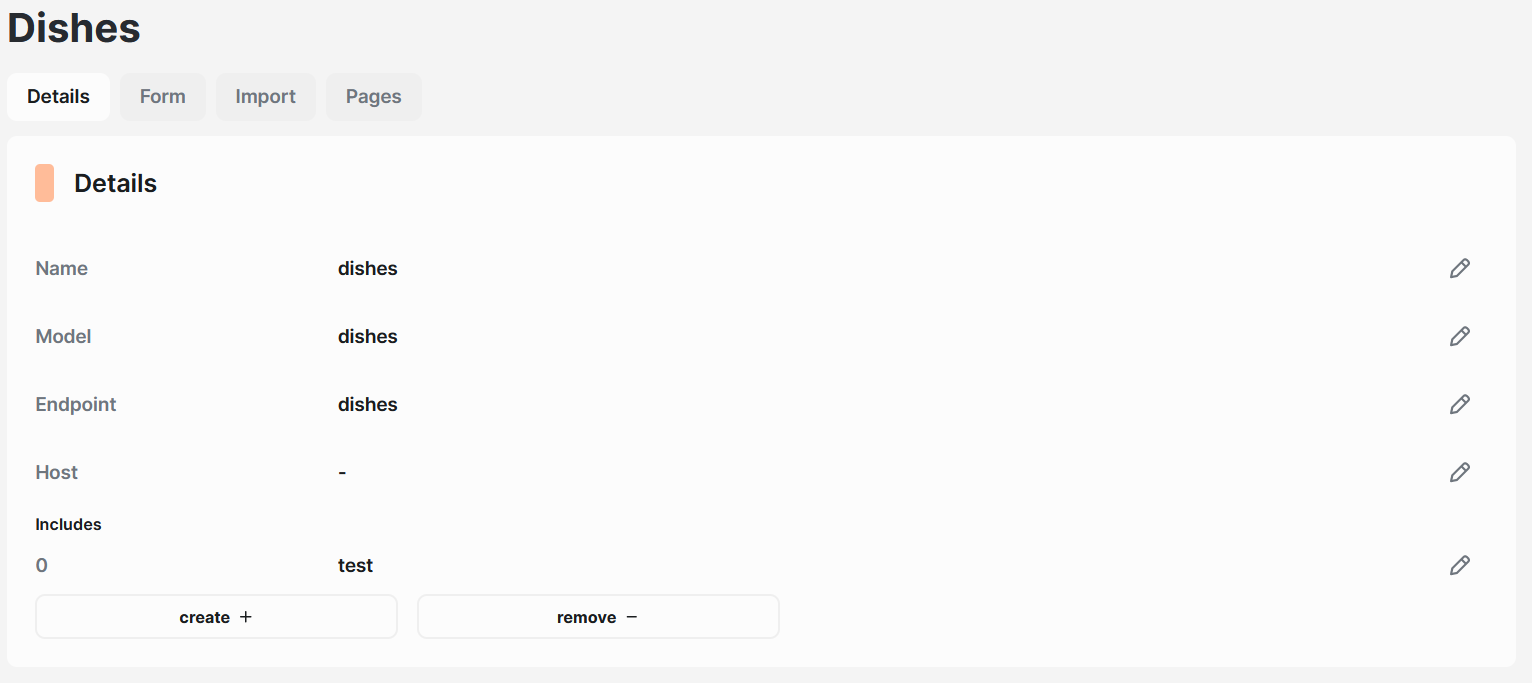 Dishes
Details Form Import Pages
Details
Name dishes
Model dishes
Endpoint dishes
Host -
Includes
0 test
create + remove −